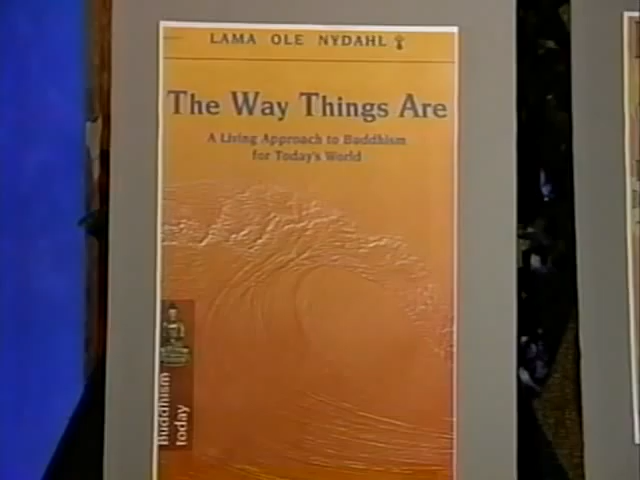 LAMA OLE NYDAHL
The Way Things Are
A Living Approach to Buddhism
for Today's World
Buddhism
today